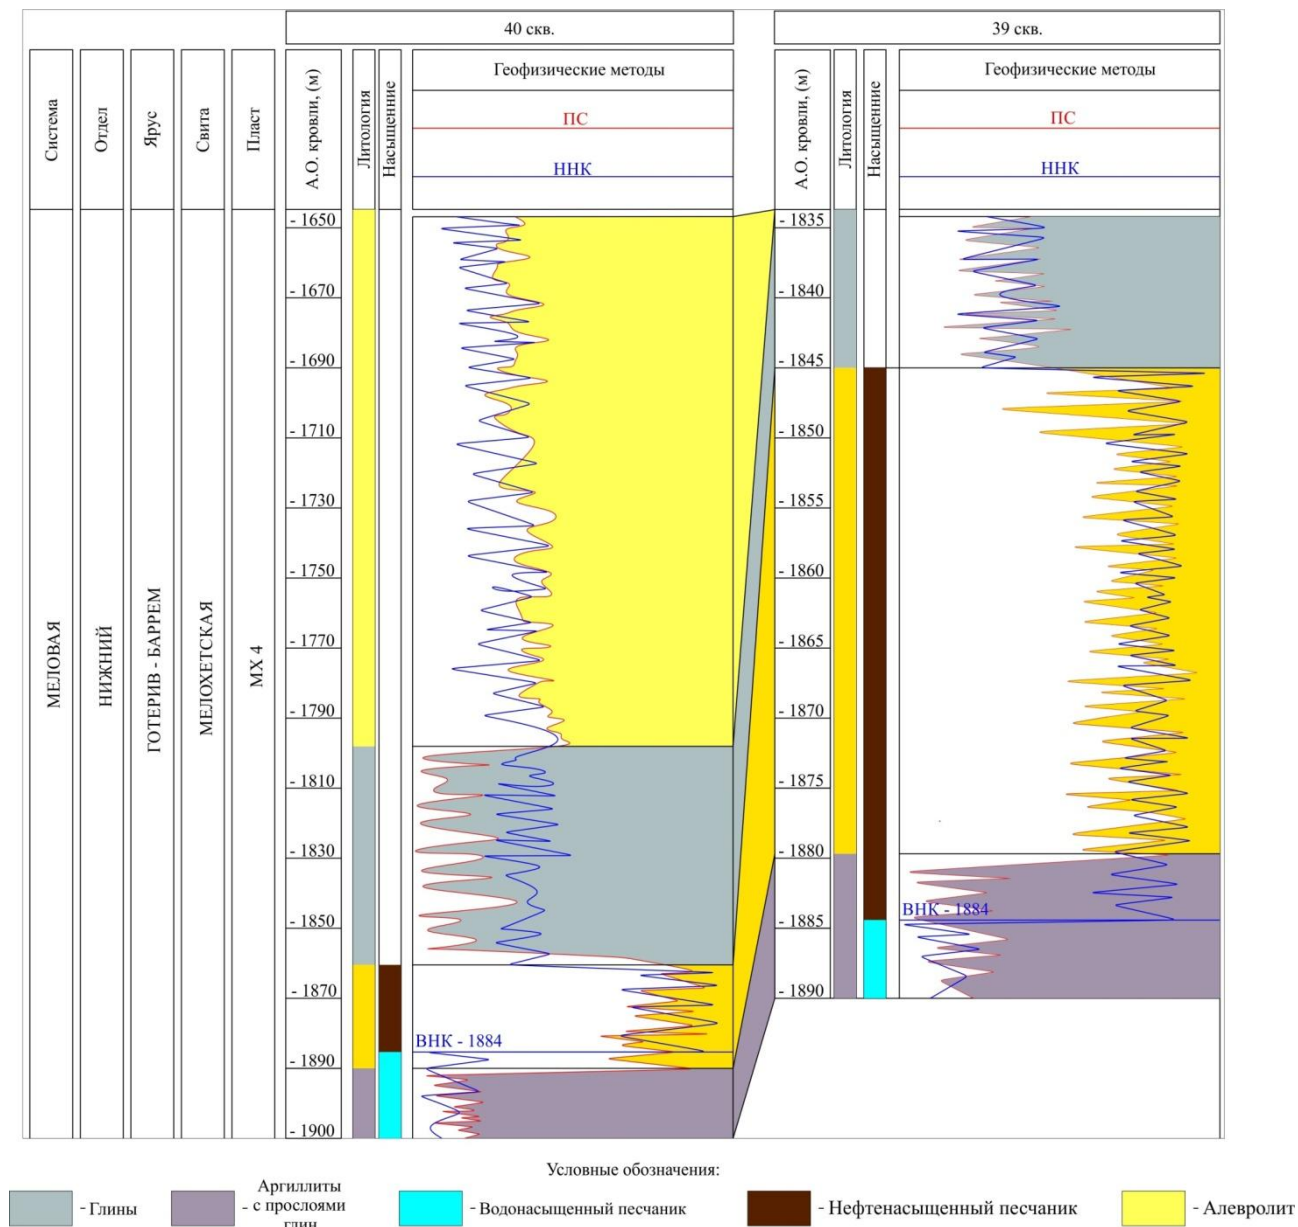 40 скв.
39 скв.
Система
Отдел
Ярус
Свита
Пласт
А.О. кровли, (м)
Литология
Насыщенние
Геофизические методы
ПС
ННК
А.О. кровли, (м)
Литология
Насыщенние
Геофизические методы
ПС
ННК
МЕЛОВАЯ
НИЖНИЙ
ГОТЕРИВ - БАРРЕМ
МЕЛОХЕТСКАЯ
МХ 4
- 1650
- 1670
- 1690
- 1710
- 1730
- 1750
- 1770
- 1790
- 1810
- 1830
- 1850
- 1870
- 1890
- 1900
ВНК - 1884
- 1835
- 1840
- 1845
- 1850
- 1855
- 1860
- 1865
- 1870
- 1875
- 1880
- 1885
- 1890
ВНК - 1884
Условные обозначения:
- Глины
Аргиллиты
- с прослоями
глин
- Водонасыщенный песчаник
- Нефтенасыщенный песчаник
- Алевролит